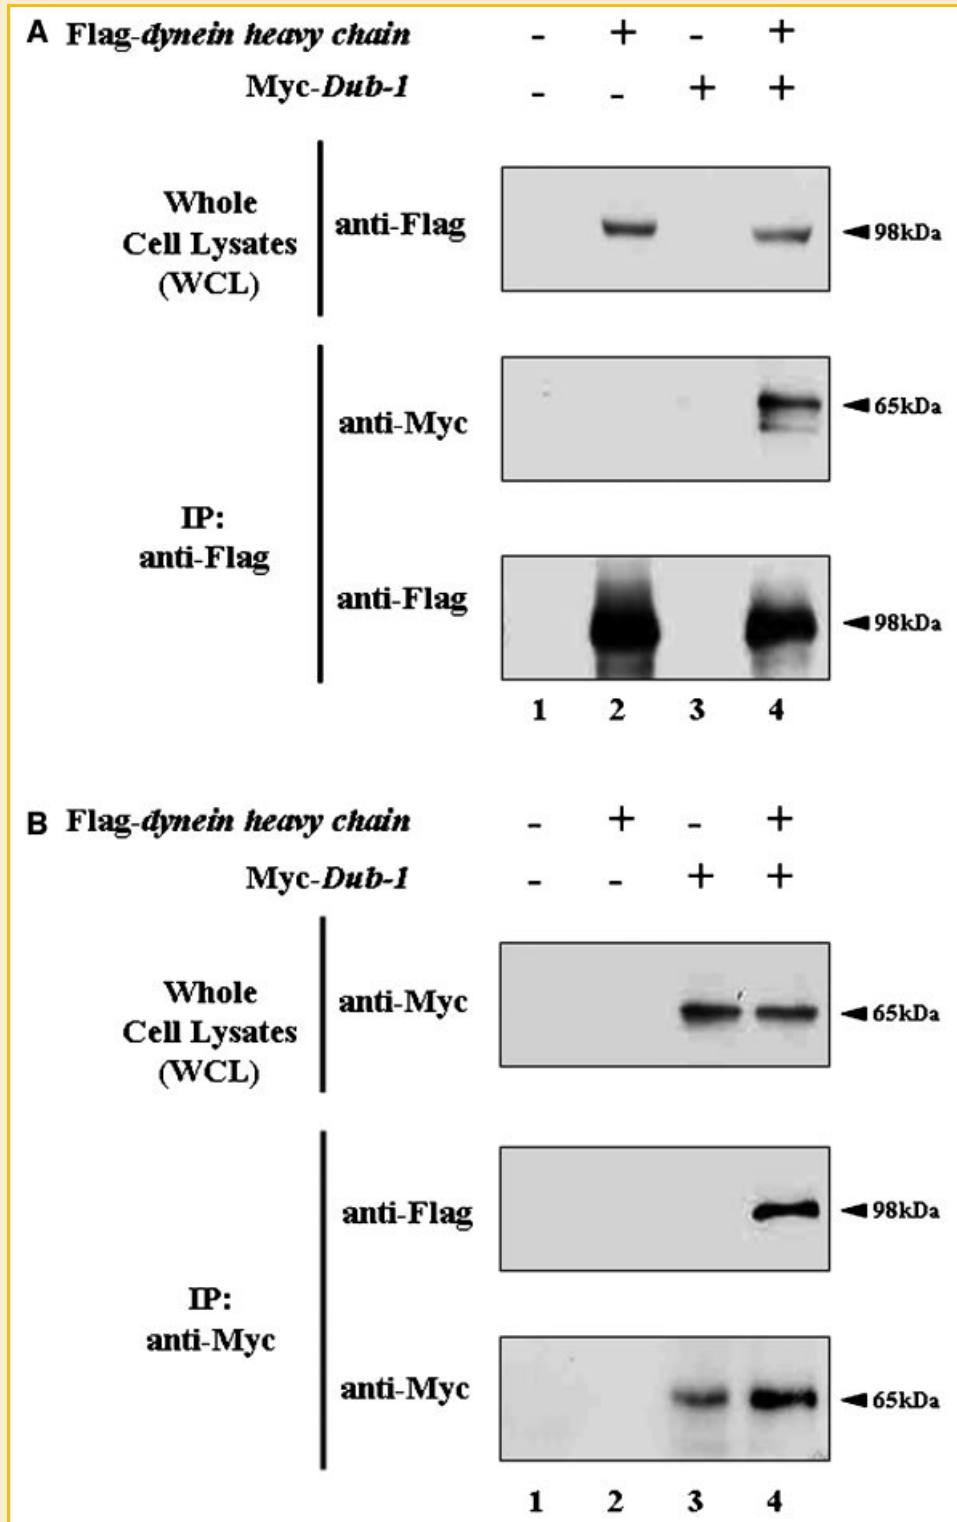 A Flag-dynein heavy chain - + - +
Myc-Dub-1 - - + +
Whole
Cell Lysates
(WCL)
anti-Flag
98kDa
anti-Myc
65kDa
IP:
anti-Flag
anti-Flag
98kDa
1 2 3 4
B Flag-dynein heavy chain - + - +
Myc-Dub-1 - - + +
Whole
Cell Lysates
(WCL)
anti-Myc
65kDa
anti-Flag
98kDa
IP:
anti-Myc
anti-Myc
65kDa
1 2 3 4